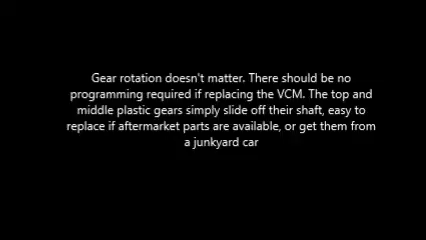 Gear rotation doesn't matter. There should be no
programming required if replacing the VCM. The top and
middle plastic gears simply slide off their shaft, easy to
replace if aftermarket parts are available, or get them from
a junkyard car